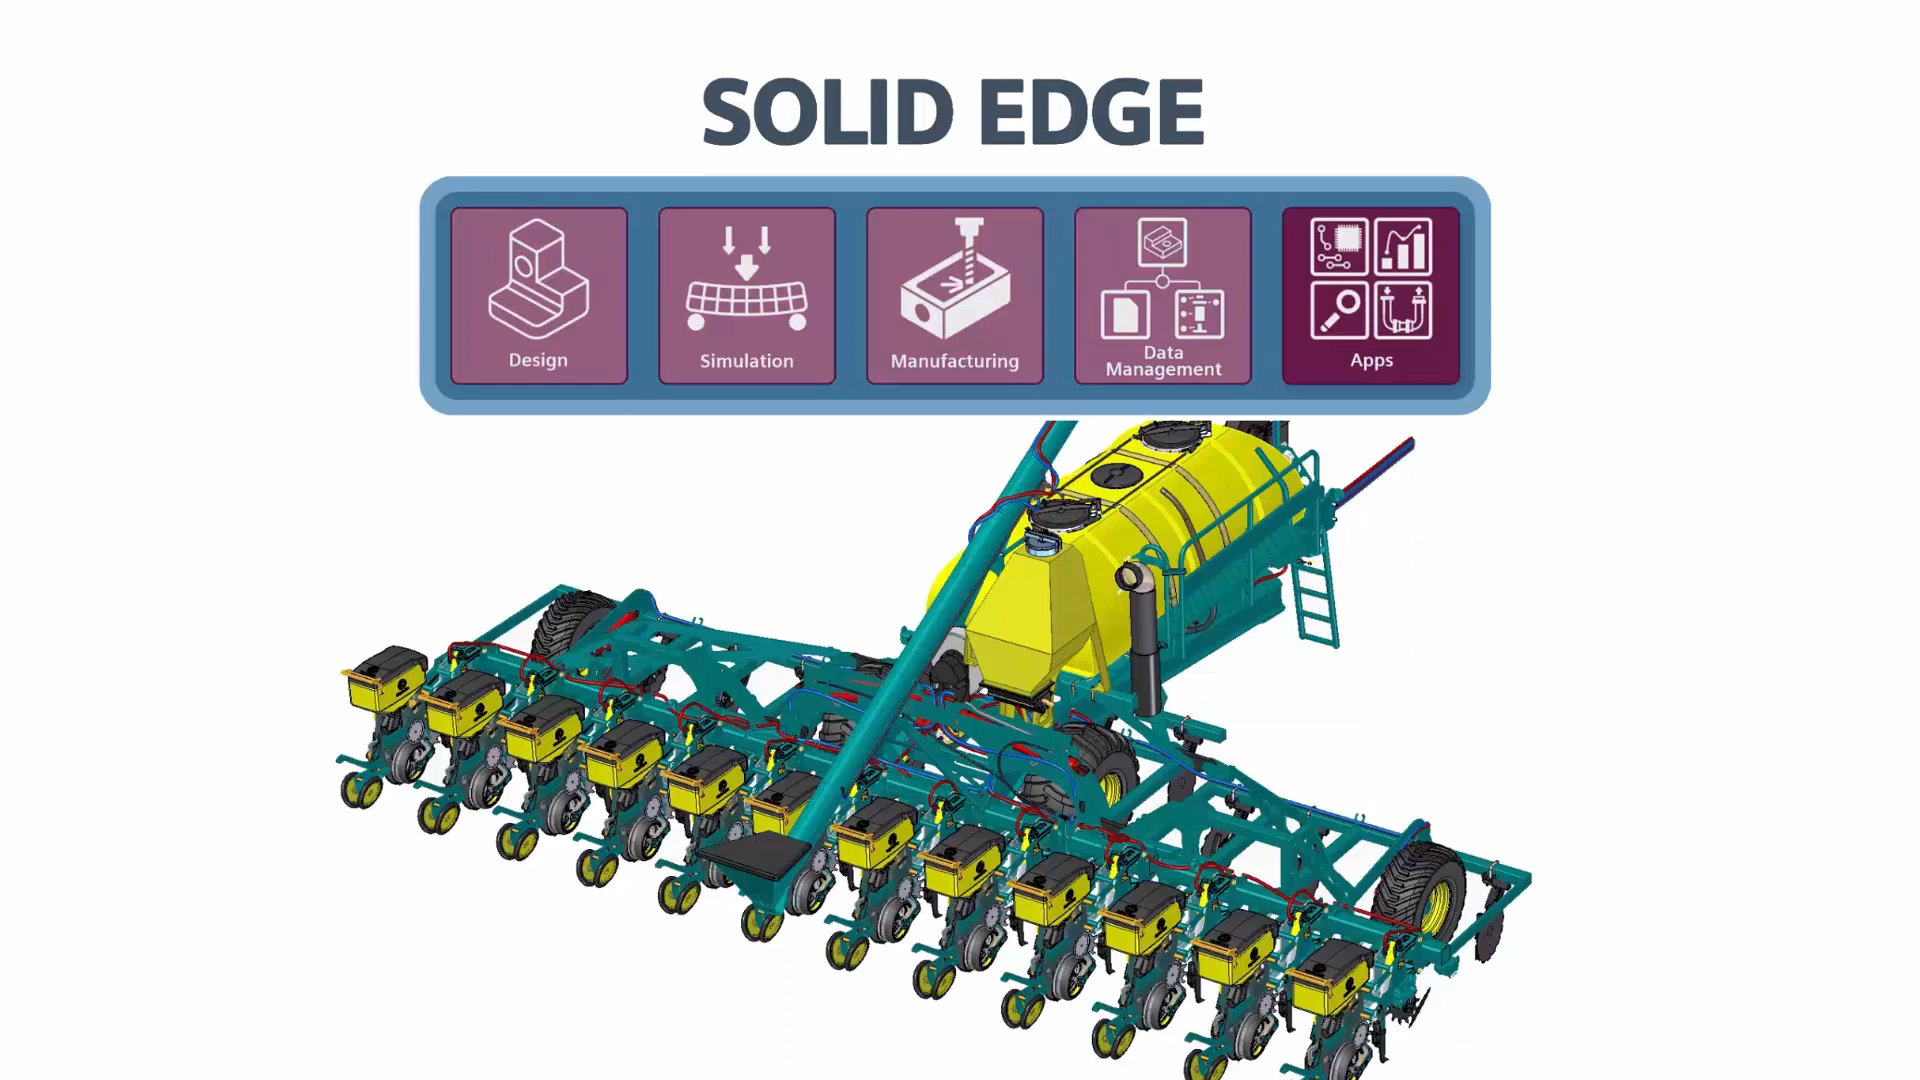 SOLID EDGE
Design
Simulation
Manufacturing
Data
Management
Apps